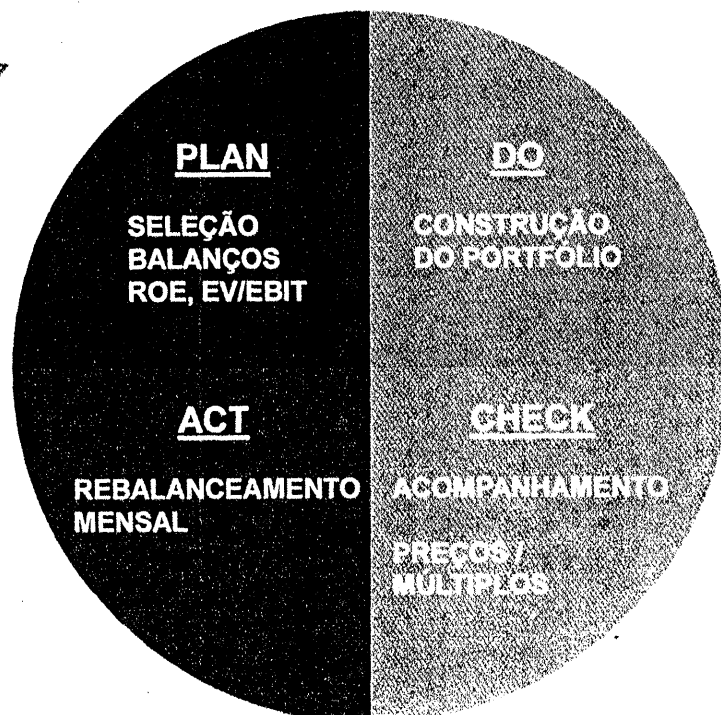 PLAN
SELEÇÃO
BALANÇOS
ROE, EV/EBIT
DO
CONSTRUÇÃO
DO PORTFÓLIO
ACT
REBALANCEAMENTO
MENSAL
CHECK
ACOMPANHAMENTO
PREÇOS /
MÚLTIPLOS